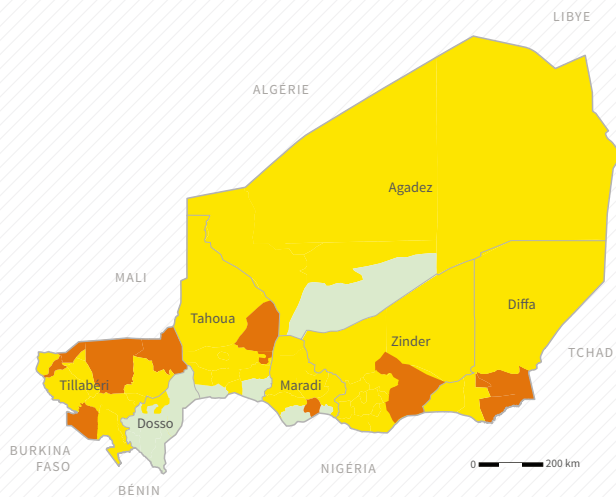 LIBYE
ALGÉRIE
Agadez
MALI
Diffa
Tahoua
Zinder
TCHAD
Tillabéri
Maradi
Dosso
BURKINA
FASO
NIGÉRIA
0 200 km
BÉNIN